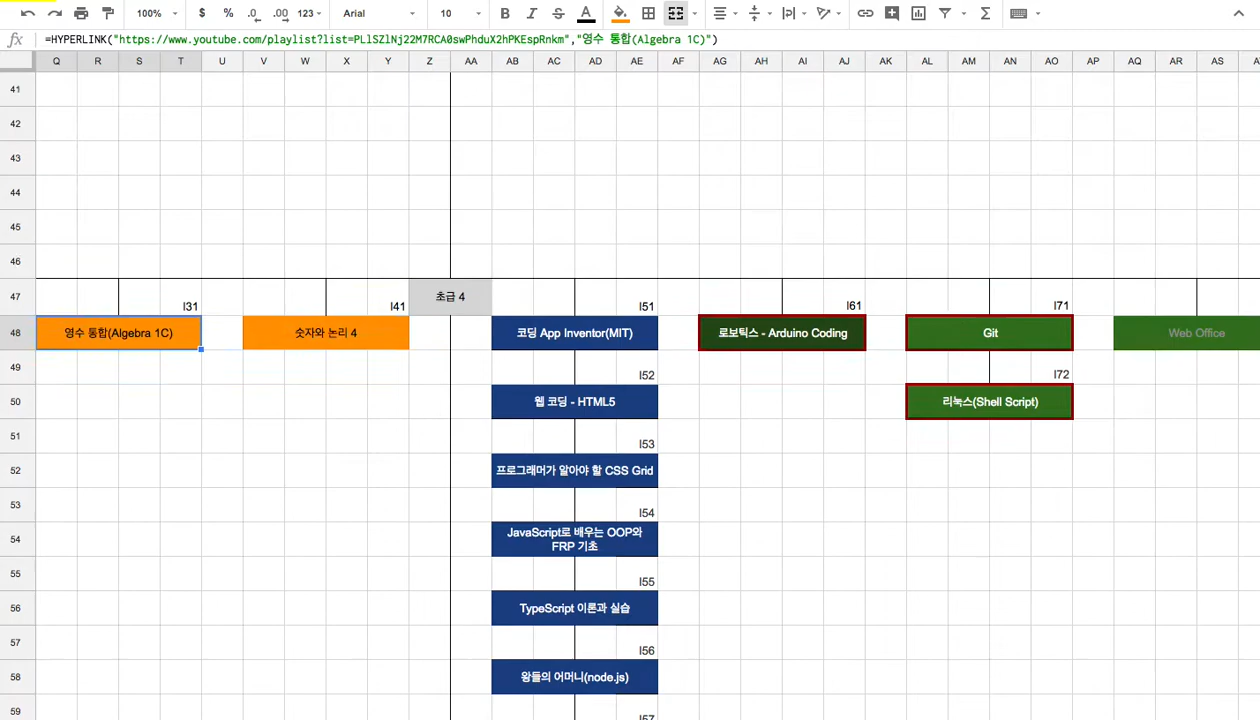 100% $ % .0 .00 123 Arial 10 B I S A
fx =HYPERLINK("https://www.youtube.com/playlist?list=PLlSZlNj22M7RCA0swPhduX2hPKEspRnkm","영수 통합(Algebra 1C)")
Q R S T U V W X Y Z AA AB AC AD AE AF AG AH AI AJ AK AL AM AN AO AP AQ AR AS
41
42
43
44
45
46
47 I31 I41 초급 4 I51 I61 I71
48 영수 통합(Algebra 1C) 숫자와 논리 4 코딩 App Inventor(MIT) 로보틱스 - Arduino Coding Git Web Office
49 I52 I72
50 웹 코딩 - HTML5 리눅스(Shell Script)
51 I53
52 프로그래머가 알아야 할 CSS Grid
53 I54
54 JavaScript로 배우는 OOP와
FRP 기초
55 I55
56 TypeScript 이론과 실습
57 I56
58 왕들의 어머니(node.js)
59 I57